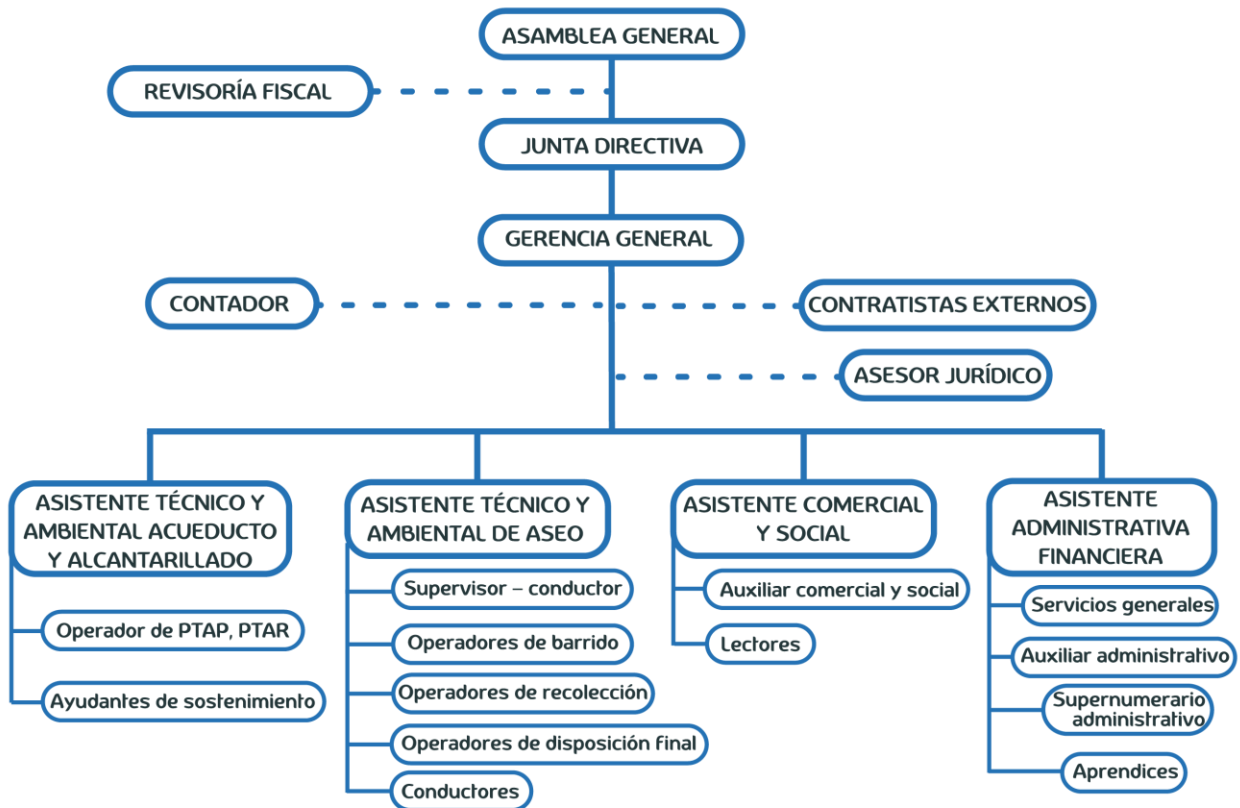 ASAMBLEA GENERAL
REVISORÍA FISCAL
JUNTA DIRECTIVA
GERENCIA GENERAL
CONTADOR
CONTRATISTAS EXTERNOS
ASESOR JURÍDICO
ASISTENTE TÉCNICO Y
AMBIENTAL ACUEDUCTO
Y ALCANTARILLADO
Operador de PTAP, PTAR
Ayudantes de sostenimiento
ASISTENTE TÉCNICO Y
AMBIENTAL DE ASEO
Supervisor – conductor
Operadores de barrido
Operadores de recolección
Operadores de disposición final
Conductores
ASISTENTE COMERCIAL
Y SOCIAL
Auxiliar comercial y social
Lectores
ASISTENTE
ADMINISTRATIVA
FINANCIERA
Servicios generales
Auxiliar administrativo
Supernumerario
administrativo
Aprendices